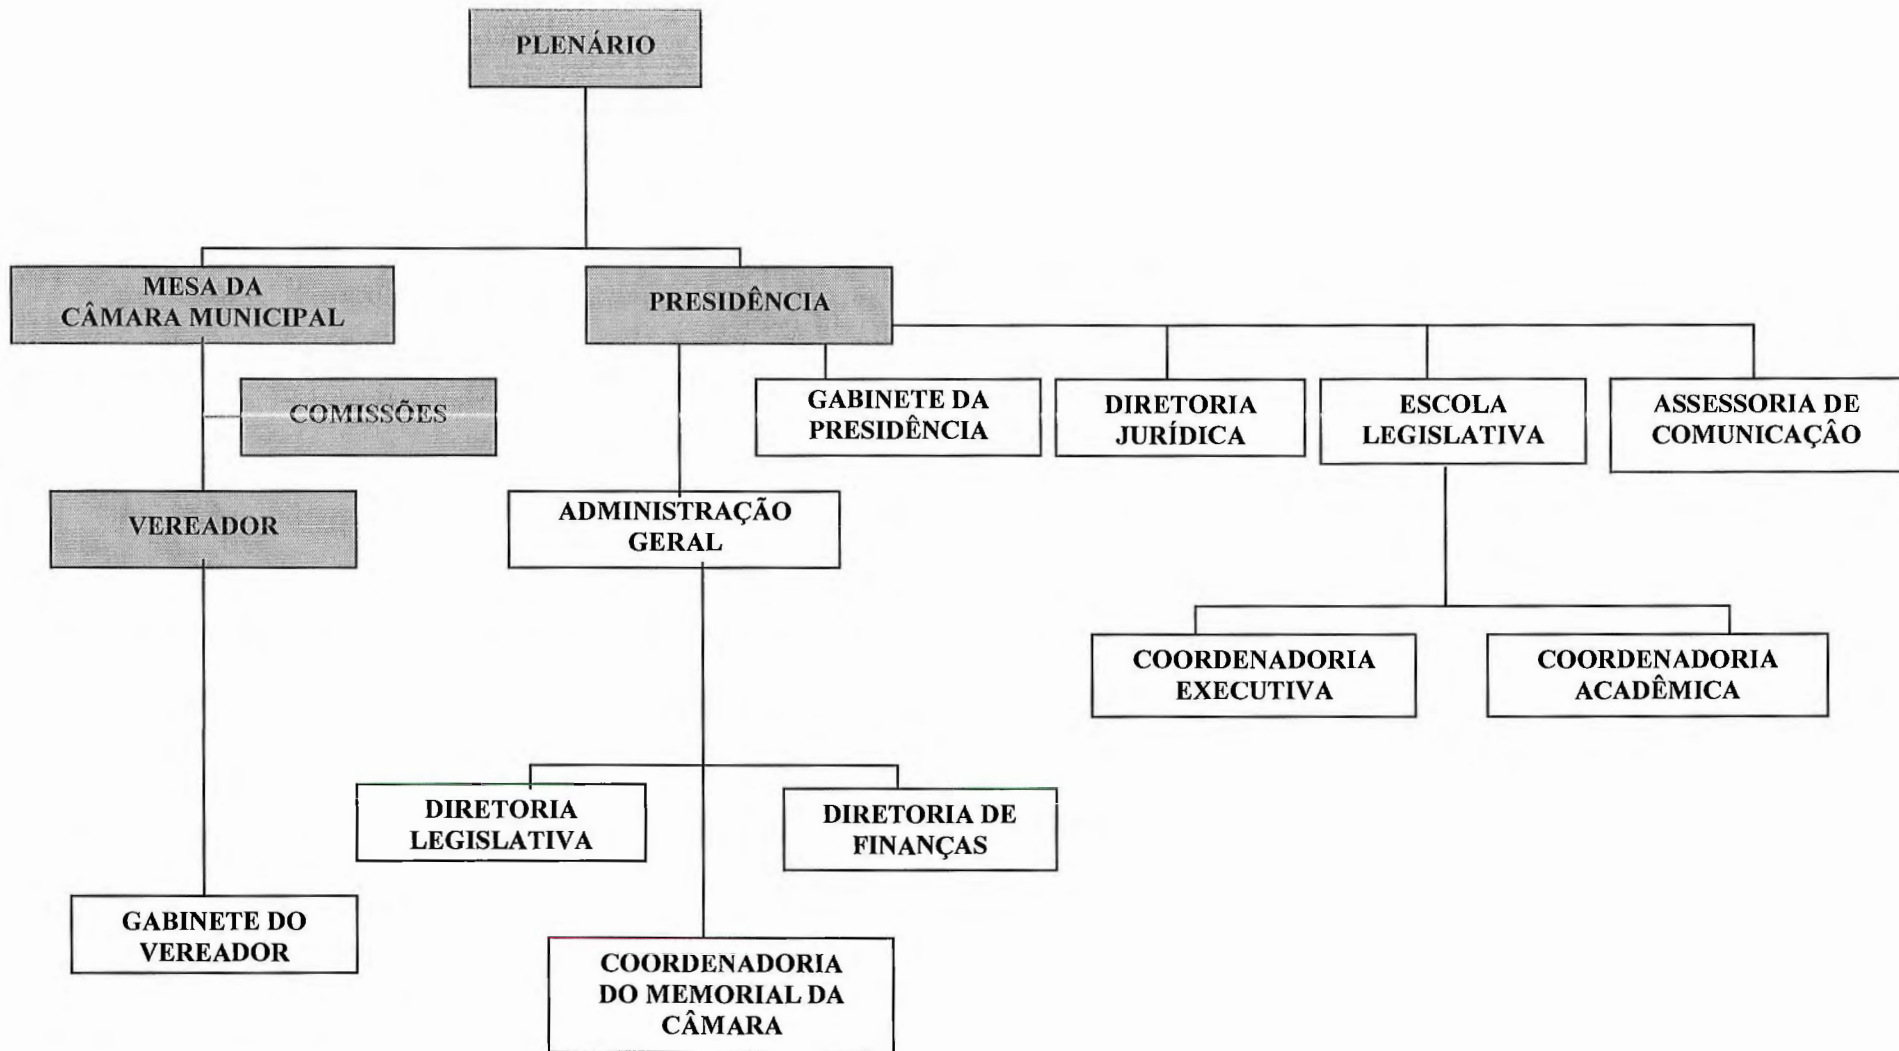 PLENÁRIO
MESA DA
CÂMARA MUNICIPAL
PRESIDÊNCIA
COMISSÕES
GABINETE DA
PRESIDÊNCIA
DIRETORIA
JURÍDICA
ESCOLA
LEGISLATIVA
ASSESSORIA DE
COMUNICAÇÂO
VEREADOR
ADMINISTRAÇÃO
GERAL
COORDENADORIA
EXECUTIVA
COORDENADORIA
ACADÊMICA
DIRETORIA
LEGISLATIVA
DIRETORIA DE
FINANÇAS
GABINETE DO
VEREADOR
COORDENADORIA
DO MEMORIAL DA
CÂMARA